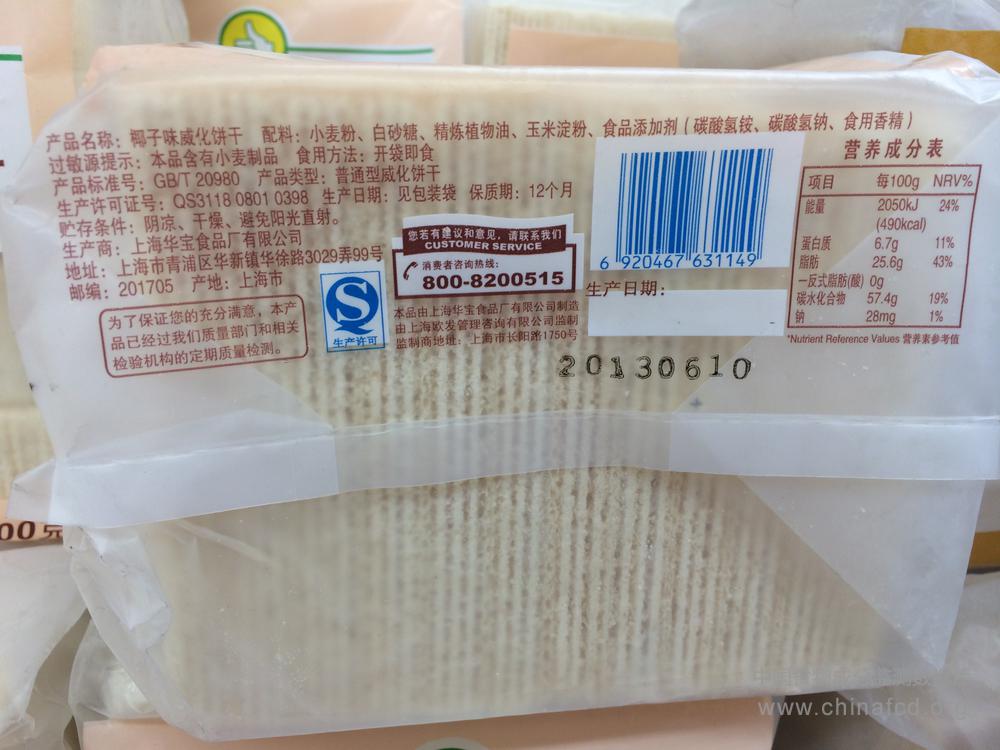 产品名称：椰子味威化饼干 配料：小麦粉、白砂糖、精炼植物油、玉米淀粉、食品添加剂（碳酸氢铵、碳酸氢钠、食用香精）
过敏源提示：本品含有小麦制品 食用方法：开袋即食
产品标准号：GB/T 20980 产品类型：普通型威化饼干
生产许可证号：QS3118 0801 0398 生产日期：见包装袋 保质期：12个月
贮存条件：阴凉、干燥、避免阳光直射。
生产商：上海华宝食品厂有限公司
地址：上海市青浦区华新镇华徐路3029弄99号
邮编：201705 产地：上海市
为了保证您的充分满意，本产
品已经过我们质量部门和相关
检验机构的定期质量检测。
生产许可
您若有建议和意见，请联系我们
CUSTOMER SERVICE
消费者咨询热线：
800-8200515
本品由上海华宝食品厂有限公司制造
由上海欧发管理咨询有限公司监制
监制商地址：上海市长阳路1750号
6 920467 631149
生产日期：
20130610
营养成分表
项目 每100g NRV%
能量 2050kJ 24%
(490kcal)
蛋白质 6.7g 11%
脂肪 25.6g 43%
–反式脂肪(酸) 0g
碳水化合物 57.4g 19%
钠 28mg 1%
*Nutrient Reference Values 营养素参考值
00克
www.chinafcd.org